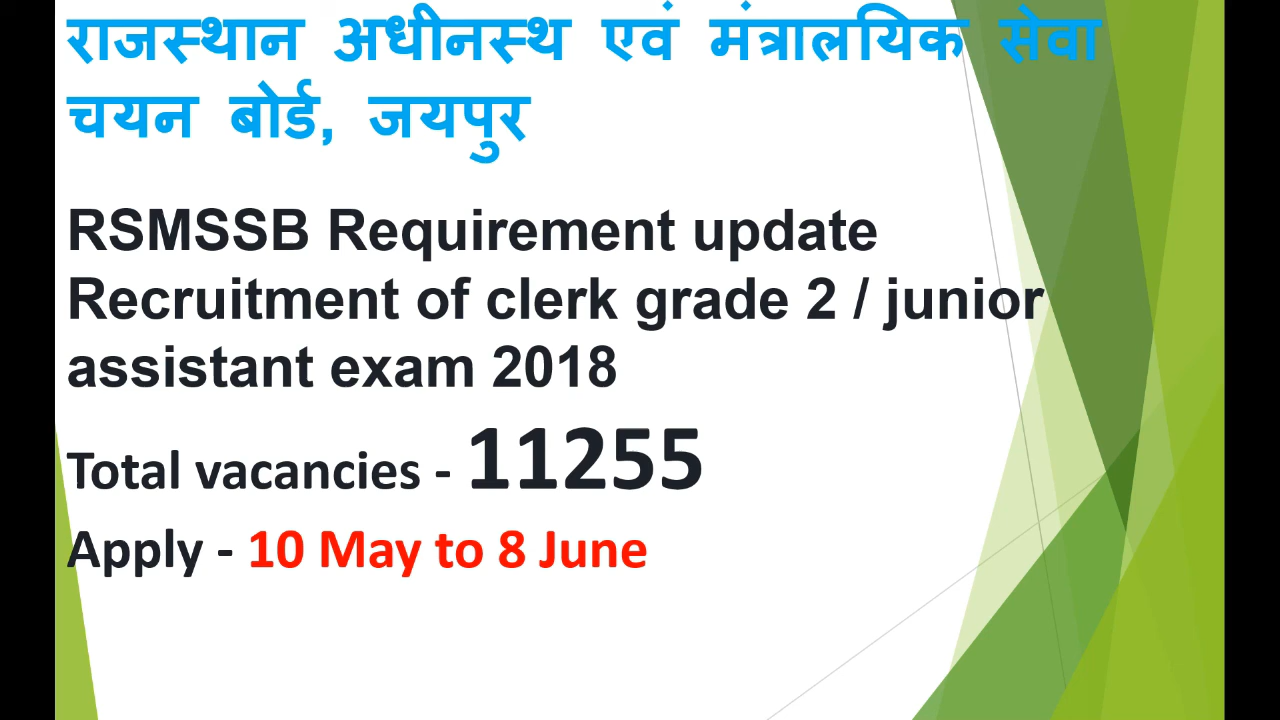 राजस्थान अधीनस्थ एवं मंत्रालयिक सेवा
चयन बोर्ड, जयपुर
RSMSSB Requirement update
Recruitment of clerk grade 2 / junior
assistant exam 2018
Total vacancies - 11255
Apply - 10 May to 8 June